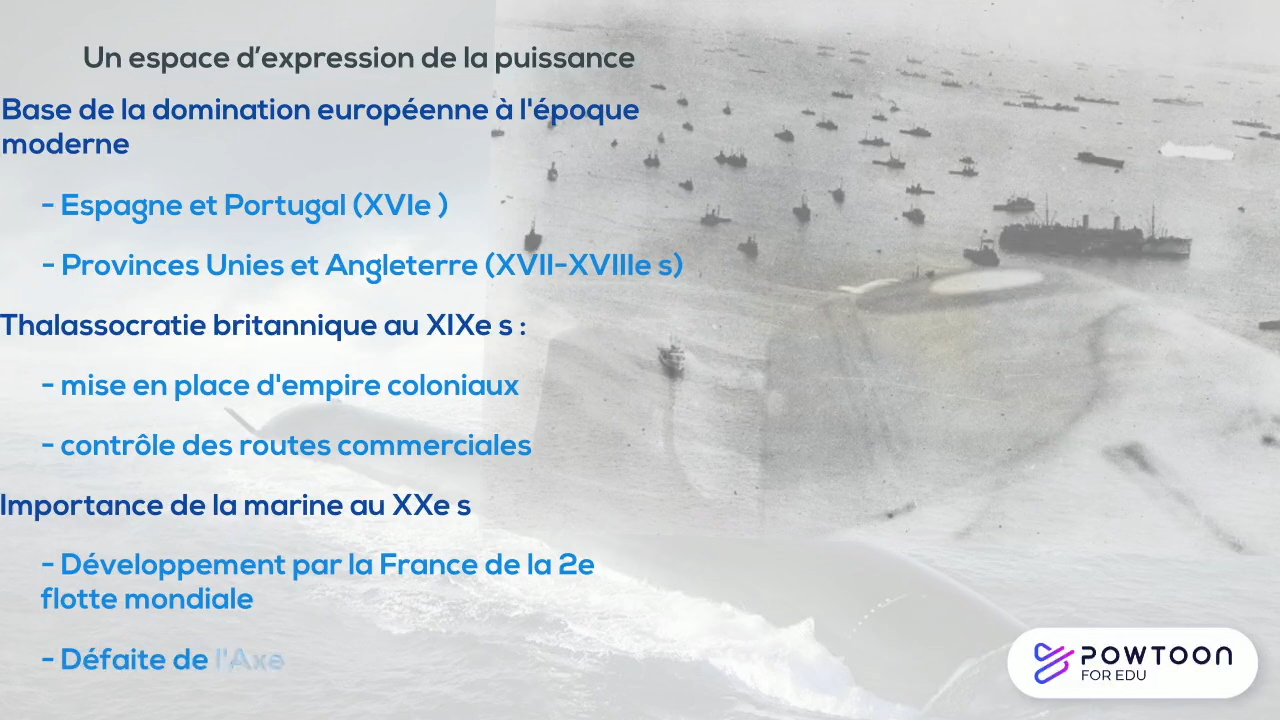 Un espace d’expression de la puissance
Base de la domination européenne à l'époque
moderne
- Espagne et Portugal (XVIe )
- Provinces Unies et Angleterre (XVII-XVIIIe s)
Thalassocratie britannique au XIXe s :
- mise en place d'empire coloniaux
- contrôle des routes commerciales
Importance de la marine au XXe s
- Développement par la France de la 2e
flotte mondiale
- Défaite de l'Axe
POWTOON
FOR EDU